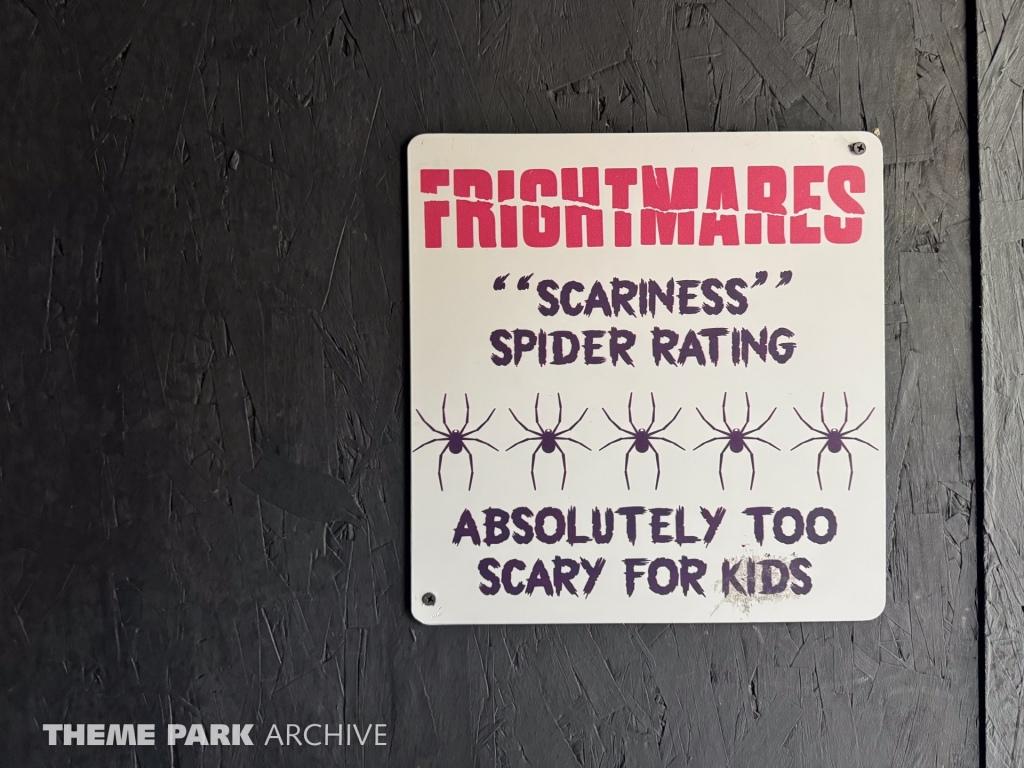 FRIGHTMARES
““SCARINESS””
SPIDER RATING
ABSOLUTELY TOO
SCARY FOR KIDS
THEME PARK ARCHIVE